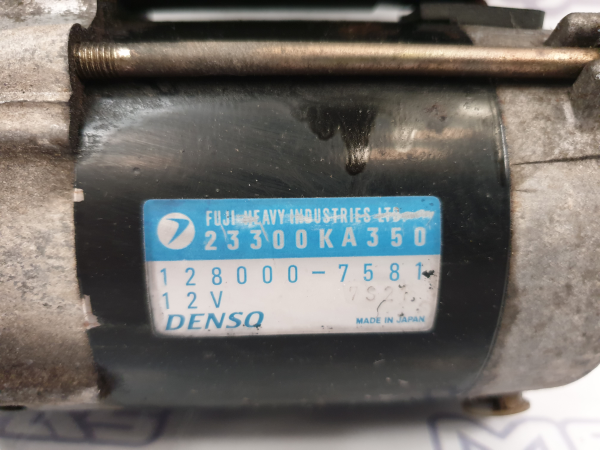 FUJI HEAVY INDUSTRIES LTD.
23300KA350
128000-7581
12V
DENSO
MADE IN JAPAN